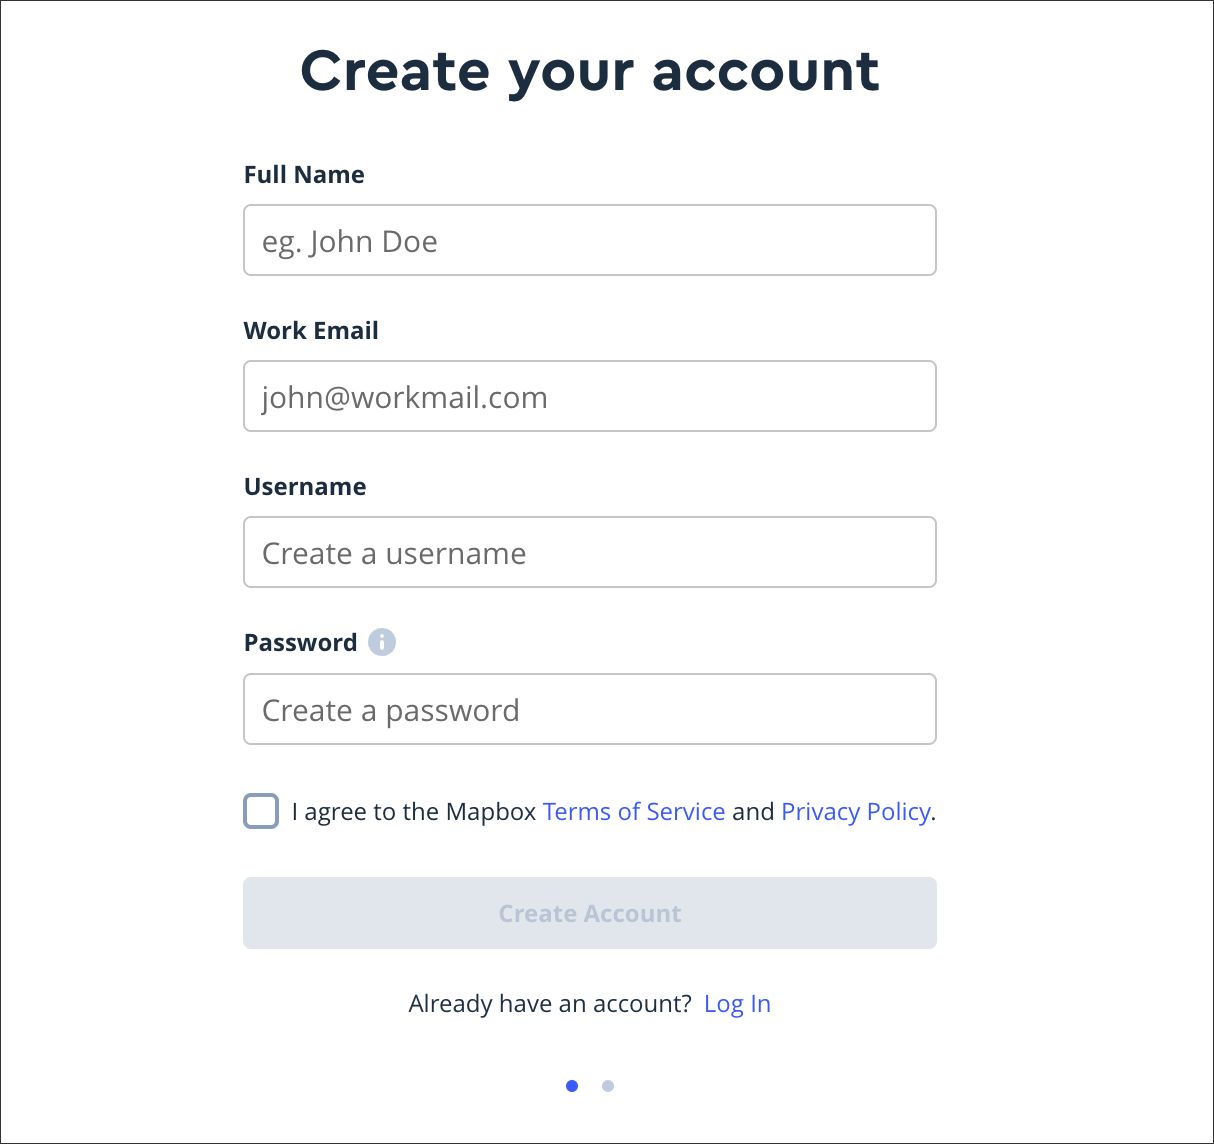 Create your account
Full Name
eg. John Doe
Work Email
john@workmail.com
Username
Create a username
Password
Create a password
I agree to the Mapbox Terms of Service and Privacy Policy.
Create Account
Already have an account? Log In